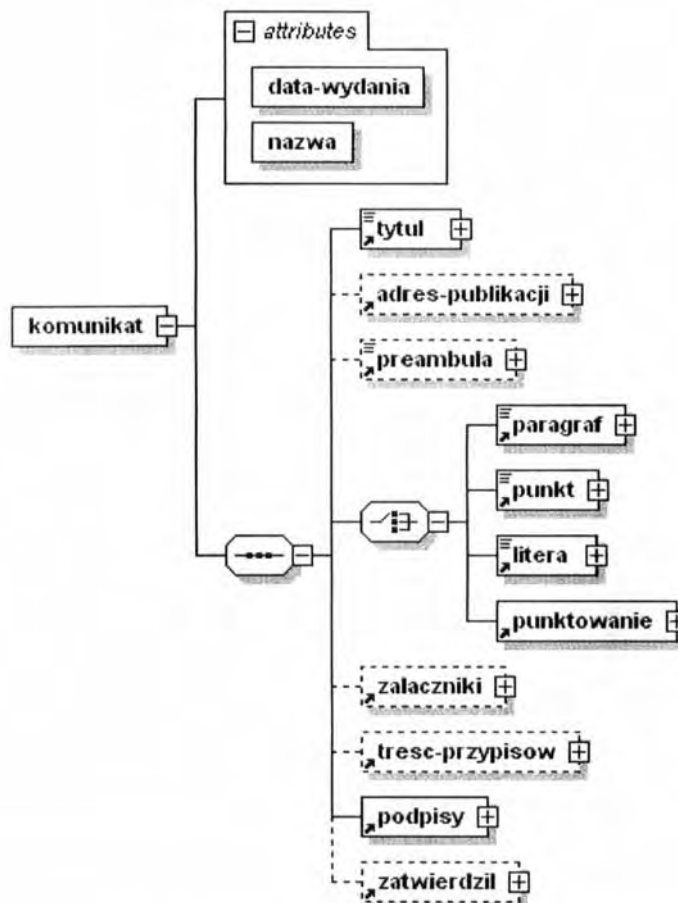 attributes
data-wydania
nazwa
tytul
adres-publikacji
komunikat
preambula
paragraf
punkt
litera
punktowanie
zalaczniki
tresc-przypisow
podpisy
zatwierdzil